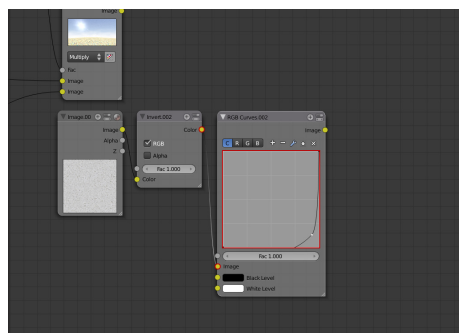 Image
Multiply
Fac
Image
Image
Image.00
Image
Alpha
Z
Invert.002
Color
RGB
Alpha
Fac 1.000
Color
RGB Curves.002
Image
C R G B
Fac 1.000
Image
Black Level
White Level